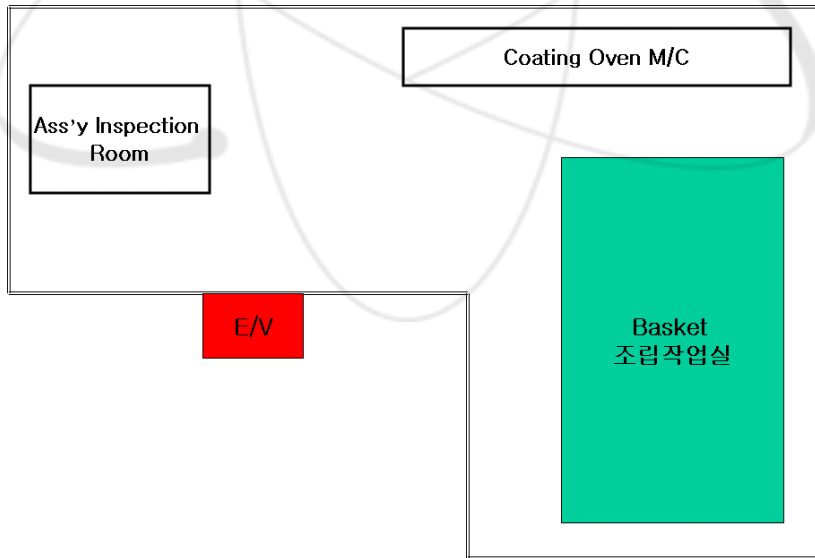 Coating Oven M/C
Ass'y Inspection
Room
E/V
Basket
조립작업실